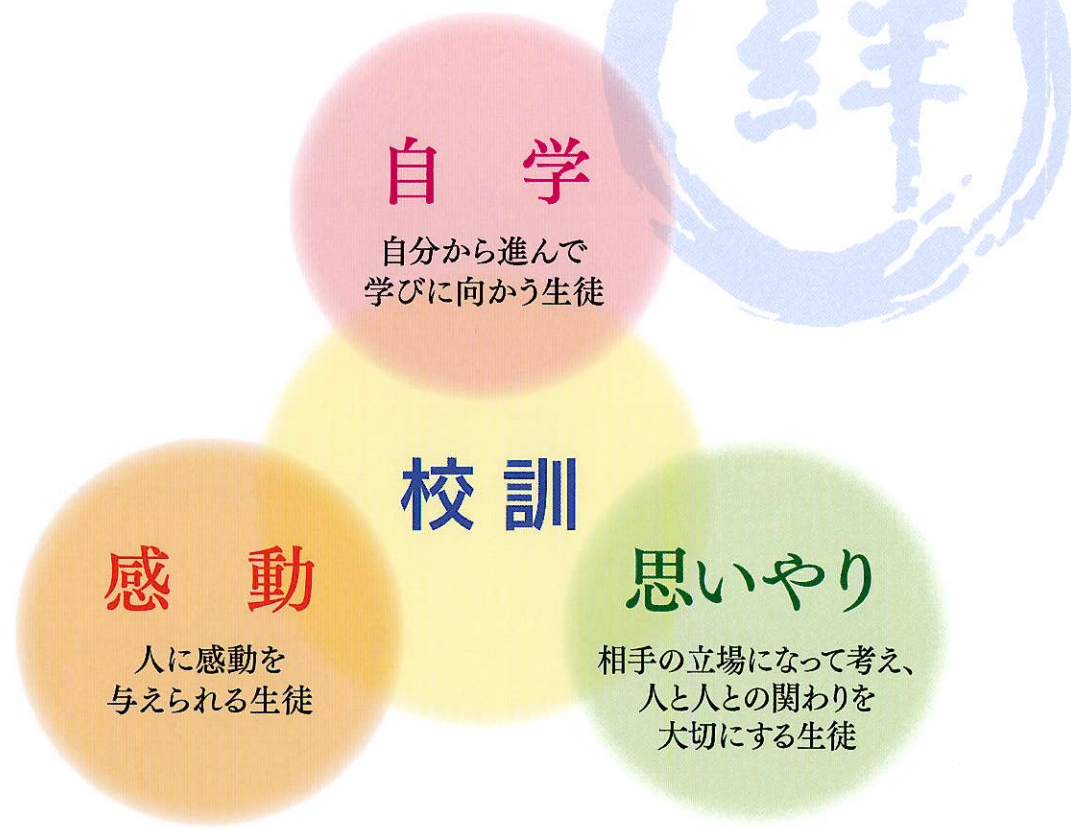 絆
自 学
自分から進んで
学びに向かう生徒
校訓
感 動
人に感動を
与えられる生徒
思いやり
相手の立場になって考え、
人と人との関わりを
大切にする生徒